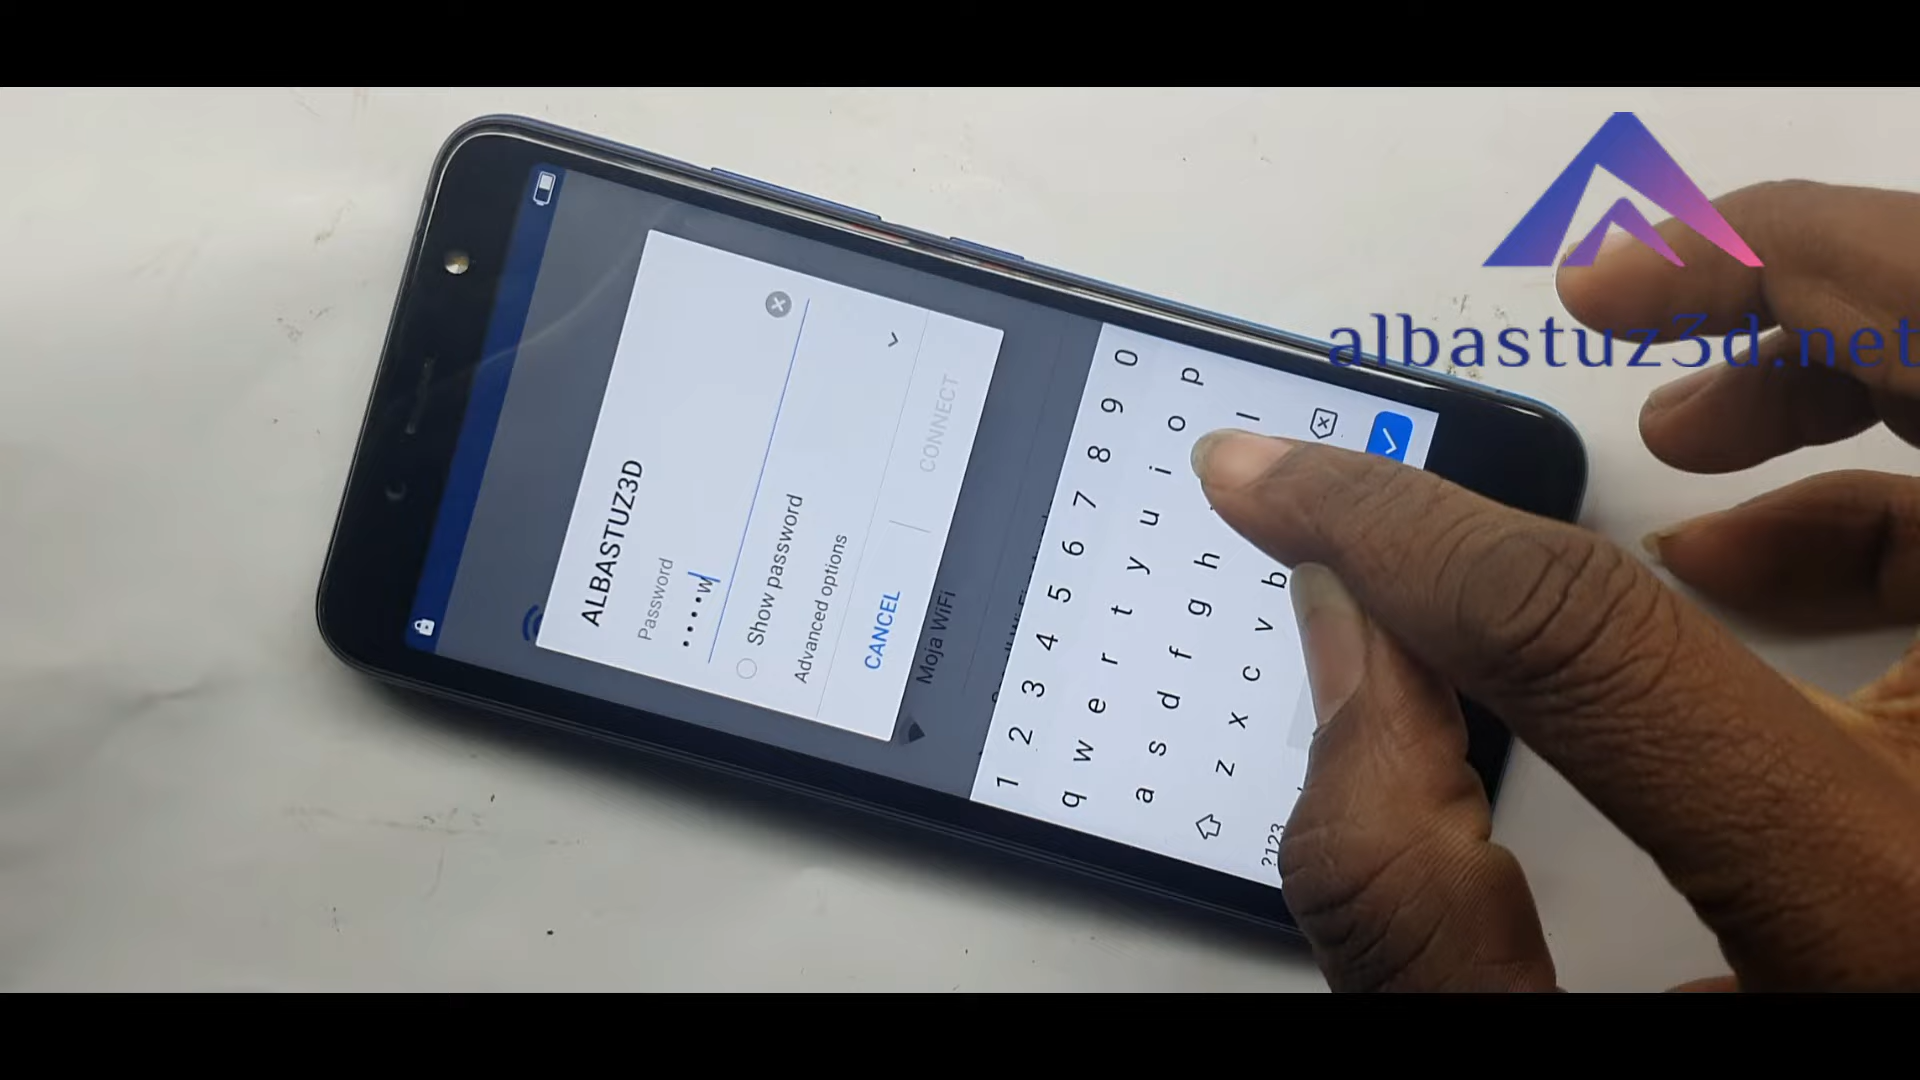 albastuz3d.net
ALBASTUZ3D
Password
••••w
Show password
Advanced options
CANCEL
CONNECT
Moja WiFi
1 2 3 4 5 6 7 8 9 0
q w e r t y u i o p
a s d f g h l
z x c v b
?123